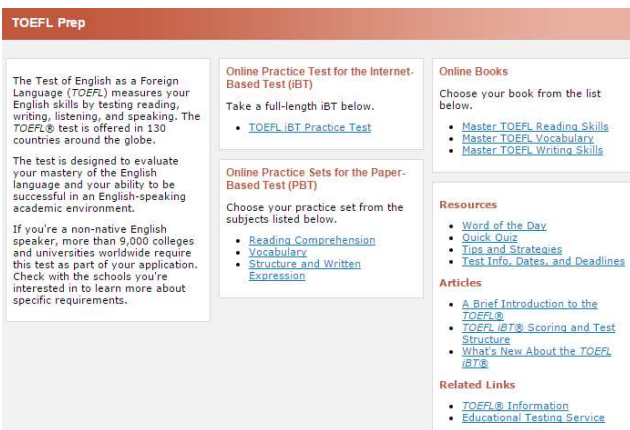 TOEFL Prep
The Test of English as a Foreign
Language (TOEFL) measures your
English skills by testing reading,
writing, listening, and speaking. The
TOEFL® test is offered in 130
countries around the globe.
The test is designed to evaluate
your mastery of the English
language and your ability to be
successful in an English-speaking
academic environment.
If you're a non-native English
speaker, more than 9,000 colleges
and universities worldwide require
this test as part of your application.
Check with the schools you're
interested in to learn more about
specific requirements.
Online Practice Test for the Internet-
Based Test (iBT)
Take a full-length iBT below.
• TOEFL iBT Practice Test
Online Practice Sets for the Paper-
Based Test (PBT)
Choose your practice set from the
subjects listed below.
• Reading Comprehension
• Vocabulary
• Structure and Written
Expression
Online Books
Choose your book from the list
below.
• Master TOEFL Reading Skills
• Master TOEFL Vocabulary
• Master TOEFL Writing Skills
Resources
• Word of the Day
• Quick Quiz
• Tips and Strategies
• Test Info, Dates, and Deadlines
Articles
• A Brief Introduction to the
TOEFL®
• TOEFL iBT® Scoring and Test
Structure
• What's New About the TOEFL
iBT®
Related Links
• TOEFL® Information
• Educational Testing Service